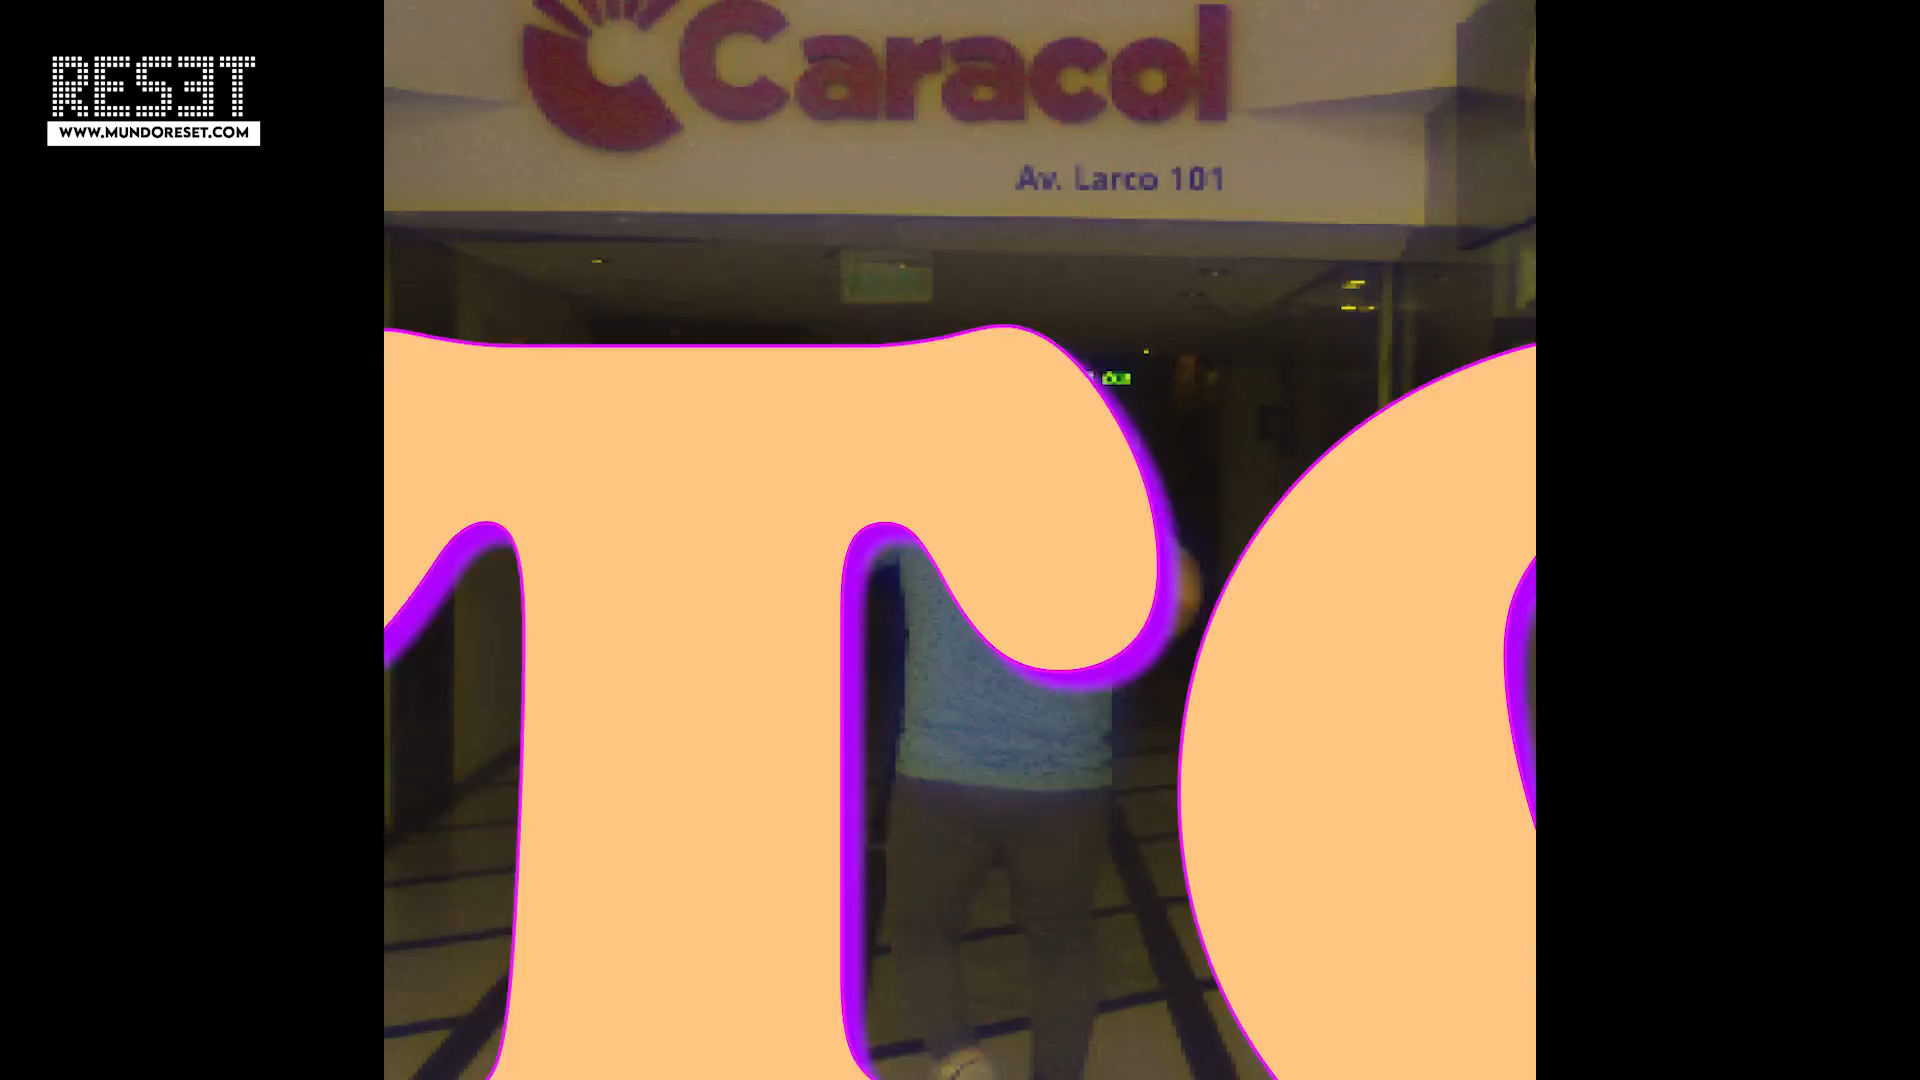 RESET
WWW.MUNDORESET.COM
Caracol
Av. Larco 101
T